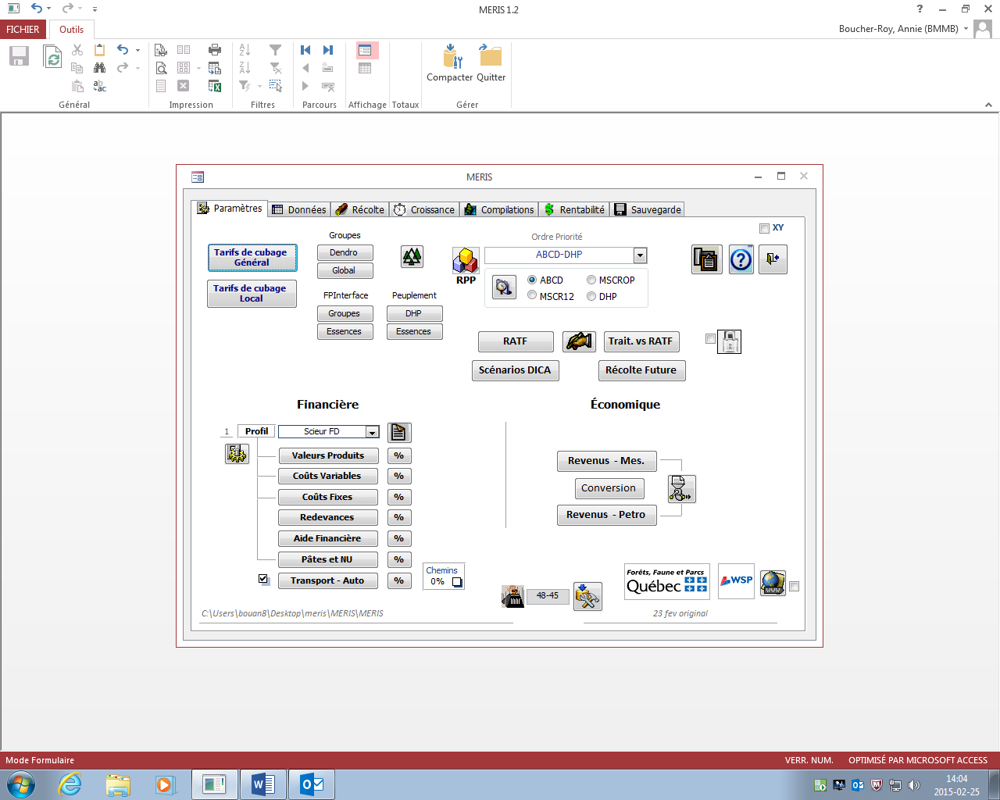 MERIS 1.2
FICHIER
Outils
Boucher-Roy, Annie (BMMB)
ab
ac
A
Z
Z
A
Compacter
Quitter
Général
Impression
Filtres
Parcours
Affichage
Totaux
Gérer
MERIS
Paramètres
Données
Récolte
Croissance
Compilations
Rentabilité
Sauvegarde
XY
Tarifs de cubage
Général
Tarifs de cubage
Local
Groupes
Dendro
Global
FPInterface
Groupes
Essences
Peuplement
DHP
Essences
RPP
Ordre Priorité
ABCD-DHP
ABCD
MSCROP
MSCR12
DHP
RATF
Trait. vs RATF
Scénarios DICA
Récolte Future
Financière
1
Profil
Scieur FD
Valeurs Produits
%
Coûts Variables
%
Coûts Fixes
%
Redevances
%
Aide Financière
%
Pâtes et NU
%
Transport - Auto
%
Chemins
0%
Économique
Revenus - Mes.
Conversion
Revenus - Petro
48-45
Forêts, Faune et Parcs
Québec
WSP
C:\Users\bouan8\Desktop\meris\MERIS\MERIS
23 fev original
Mode Formulaire
VERR. NUM.
OPTIMISÉ PAR MICROSOFT ACCESS
14:04
2015-02-25